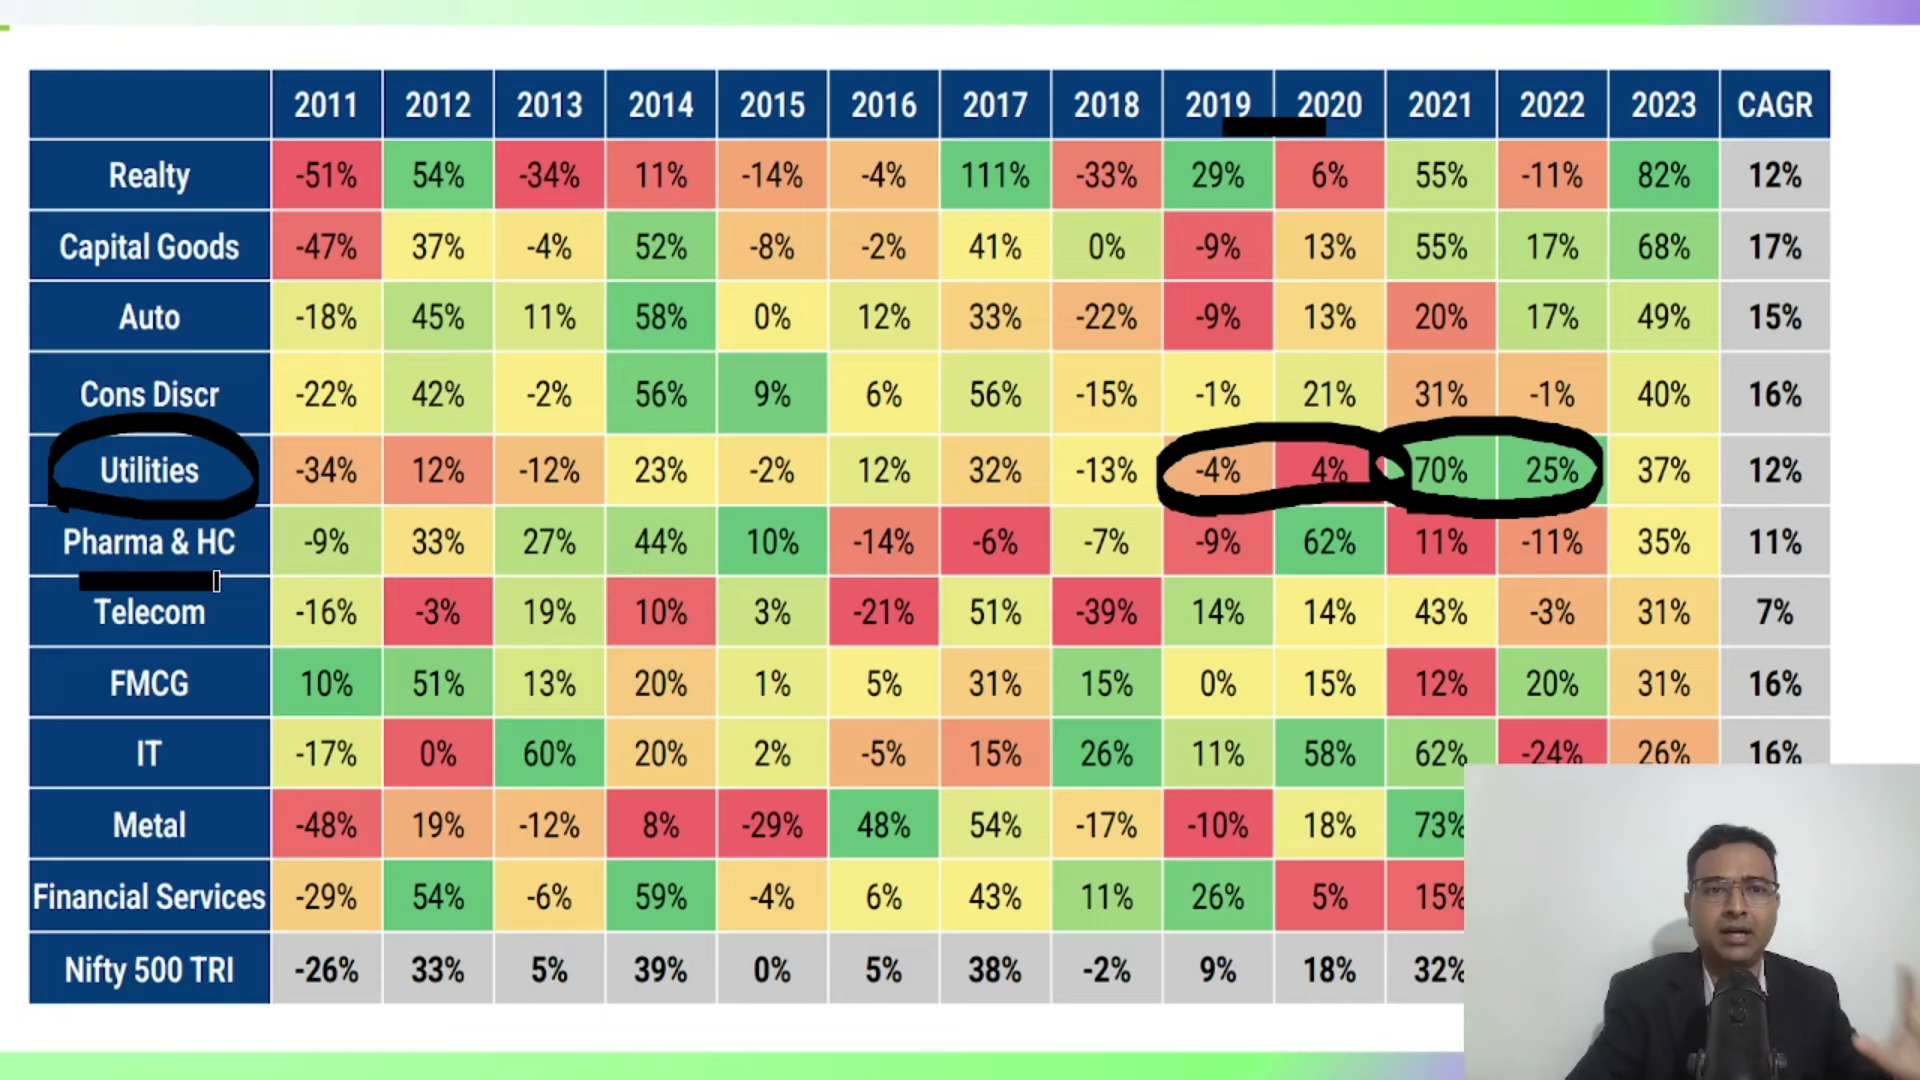 2011 2012 2013 2014 2015 2016 2017 2018 2019 2020 2021 2022 2023 CAGR
Realty -51% 54% -34% 11% -14% -4% 111% -33% 29% 6% 55% -11% 82% 12%
Capital Goods -47% 37% -4% 52% -8% -2% 41% 0% -9% 13% 55% 17% 68% 17%
Auto -18% 45% 11% 58% 0% 12% 33% -22% -9% 13% 20% 17% 49% 15%
Cons Discr -22% 42% -2% 56% 9% 6% 56% -15% -1% 21% 31% -1% 40% 16%
Utilities -34% 12% -12% 23% -2% 12% 32% -13% -4% 4% 70% 25% 37% 12%
Pharma & HC -9% 33% 27% 44% 10% -14% -6% -7% -9% 62% 11% -11% 35% 11%
Telecom -16% -3% 19% 10% 3% -21% 51% -39% 14% 14% 43% -3% 31% 7%
FMCG 10% 51% 13% 20% 1% 5% 31% 15% 0% 15% 12% 20% 31% 16%
IT -17% 0% 60% 20% 2% -5% 15% 26% 11% 58% 62% -24% 26% 16%
Metal -48% 19% -12% 8% -29% 48% 54% -17% -10% 18% 73%
Financial Services -29% 54% -6% 59% -4% 6% 43% 11% 26% 5% 15%
Nifty 500 TRI -26% 33% 5% 39% 0% 5% 38% -2% 9% 18% 32%